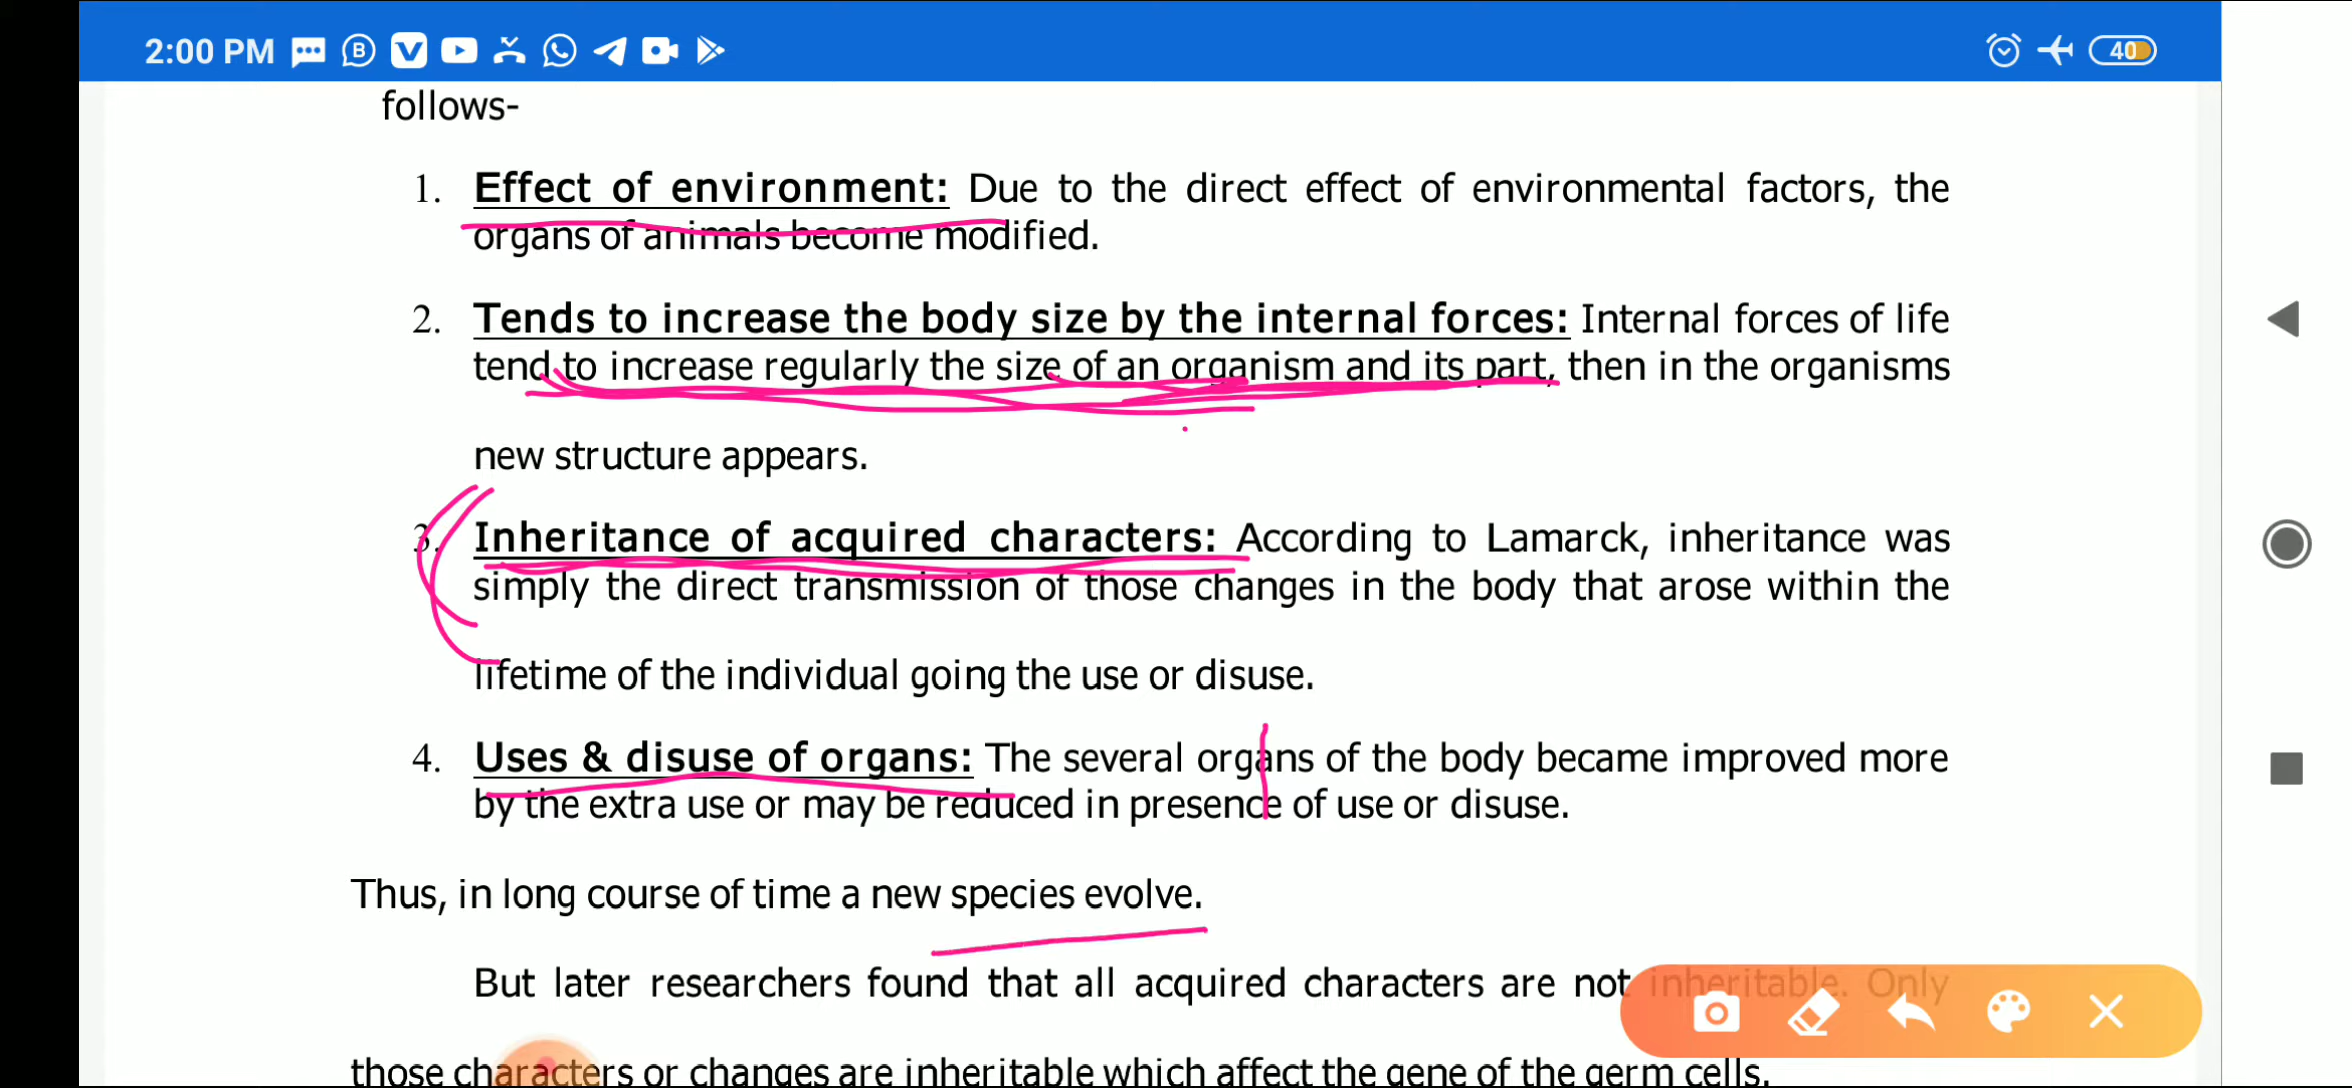 2:00 PM
40
follows-
1. Effect of environment: Due to the direct effect of environmental factors, the
organs of animals become modified.
2. Tends to increase the body size by the internal forces: Internal forces of life
tend to increase regularly the size of an organism and its part, then in the organisms
new structure appears.
3. Inheritance of acquired characters: According to Lamarck, inheritance was
simply the direct transmission of those changes in the body that arose within the
lifetime of the individual going the use or disuse.
4. Uses & disuse of organs: The several organs of the body became improved more
by the extra use or may be reduced in presence of use or disuse.
Thus, in long course of time a new species evolve.
But later researchers found that all acquired characters are not inheritable. Only
those characters or changes are inheritable which affect the gene of the germ cells.